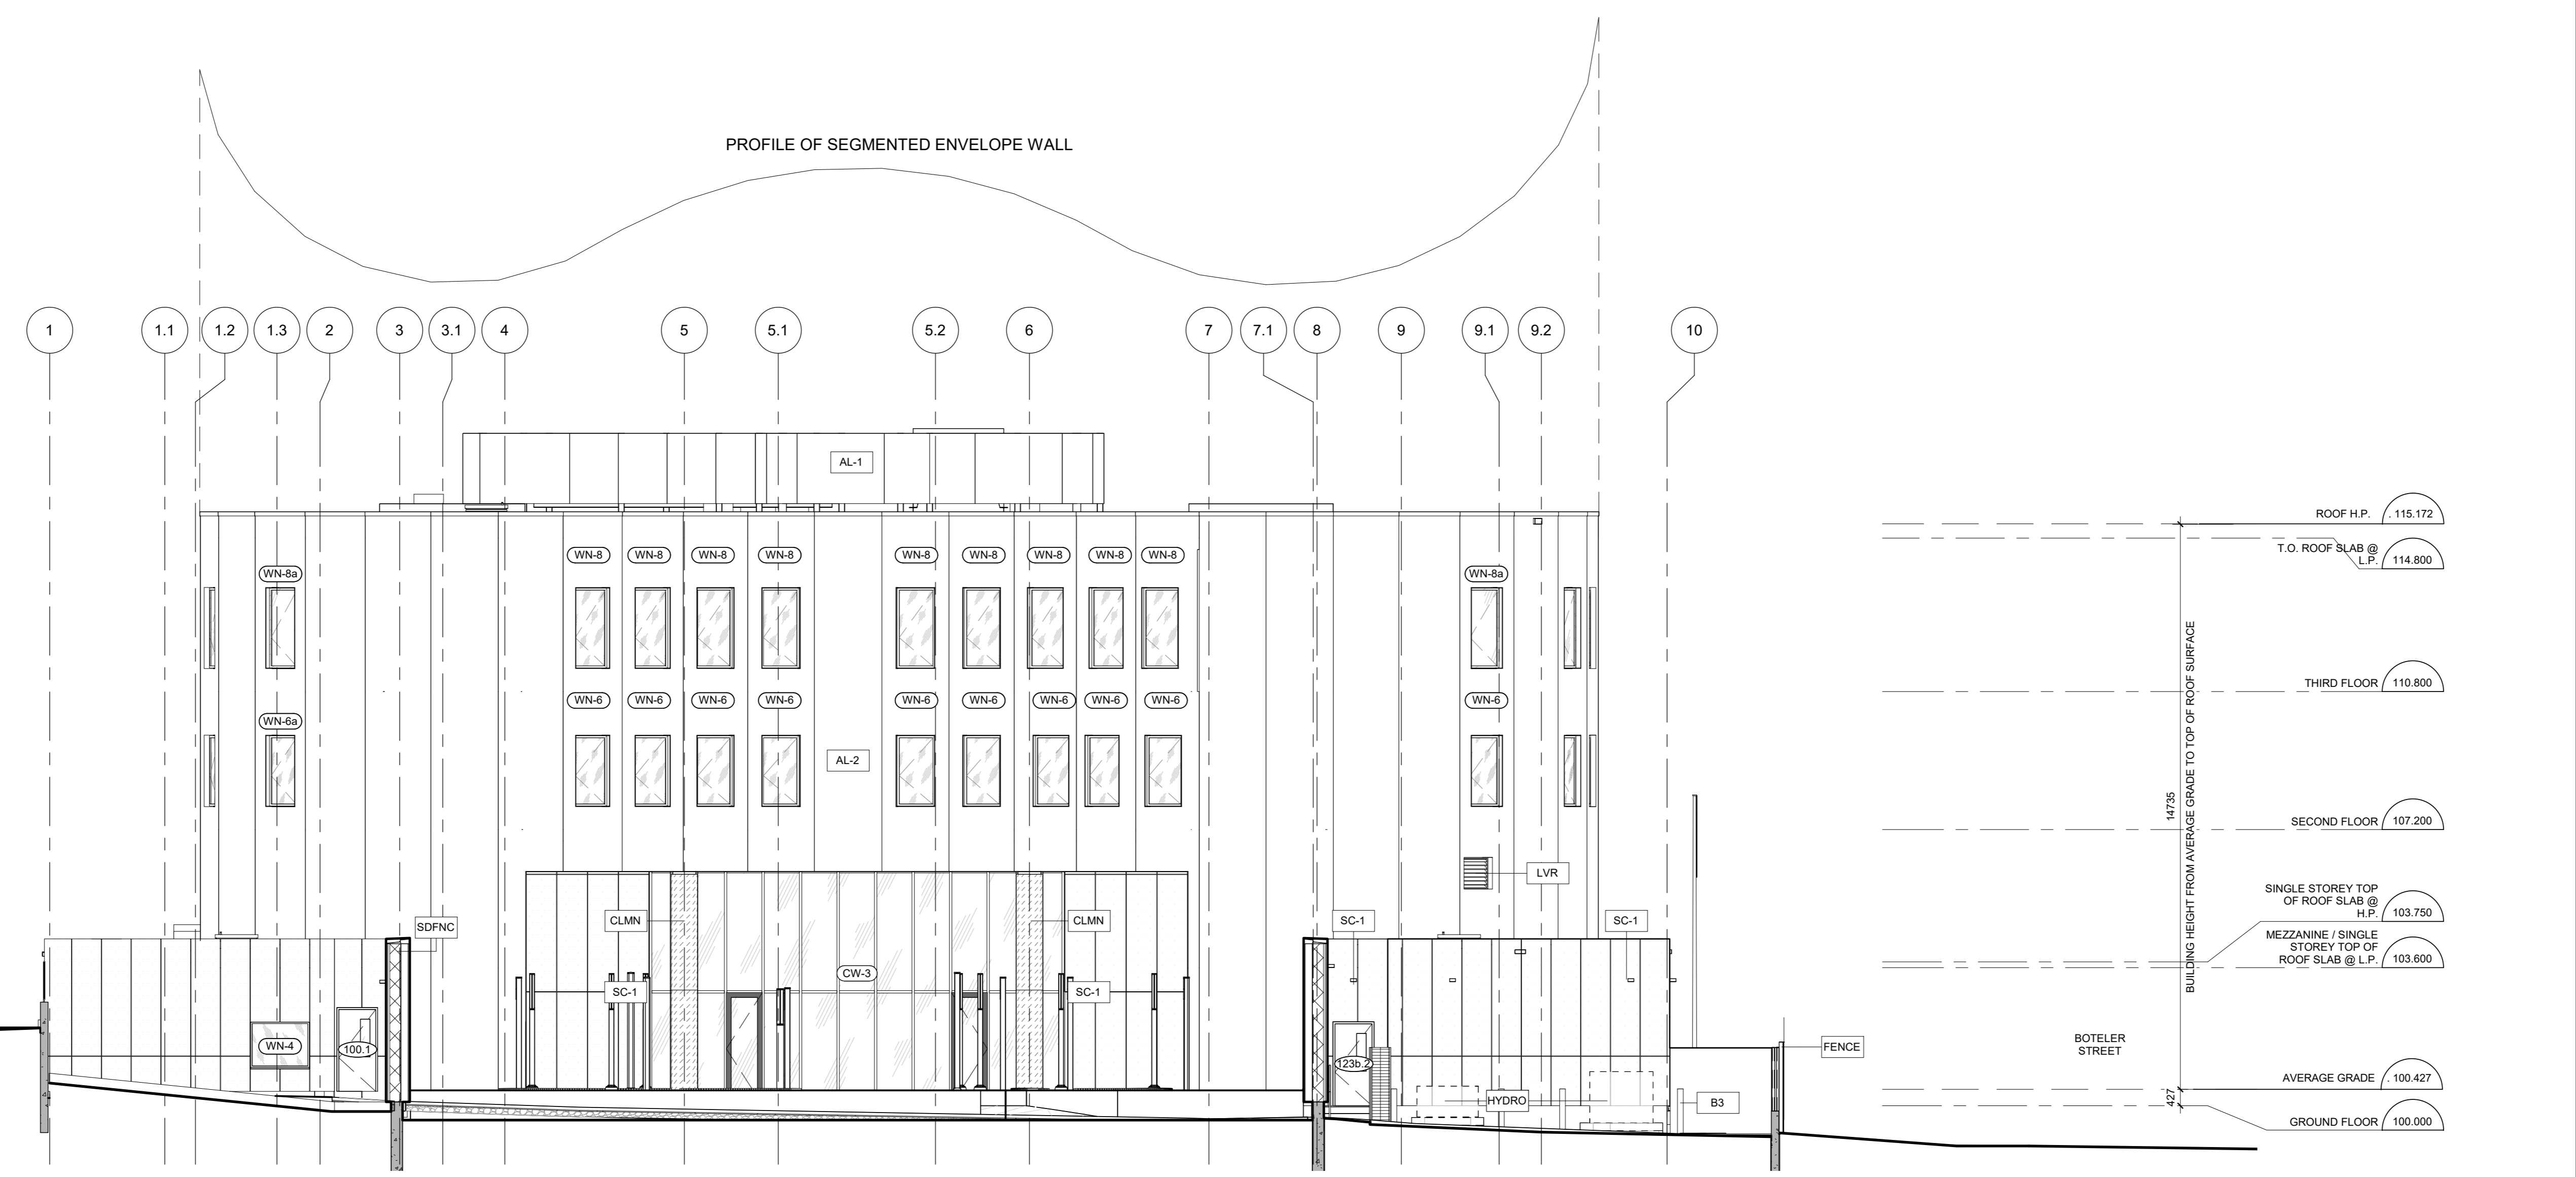 PROFILE OF SEGMENTED ENVELOPE WALL
1
1.1
1.2
1.3
2
3
3.1
4
5
5.1
5.2
6
7
7.1
8
9
9.1
9.2
10
AL-1
ROOF H.P. 115.172
T.O. ROOF SLAB @
L.P. 114.800
WN-8 WN-8 WN-8 WN-8 WN-8 WN-8 WN-8 WN-8 WN-8
WN-8a WN-8a
THIRD FLOOR 110.800
WN-6 WN-6 WN-6 WN-6 WN-6 WN-6 WN-6 WN-6 WN-6 WN-6
WN-6a
AL-2
BUILDING HEIGHT FROM AVERAGE GRADE TO TOP OF ROOF SURFACE
14735
SECOND FLOOR 107.200
LVR
SINGLE STOREY TOP
OF ROOF SLAB @
H.P. 103.750
CLMN CLMN SC-1 SC-1
SDFNC
MEZZANINE / SINGLE
STOREY TOP OF
ROOF SLAB @ L.P. 103.600
CW-3
SC-1 SC-1
WN-4 100.1
123b.2
FENCE
BOTELER
STREET
AVERAGE GRADE 100.427
427
HYDRO B3
GROUND FLOOR 100.000